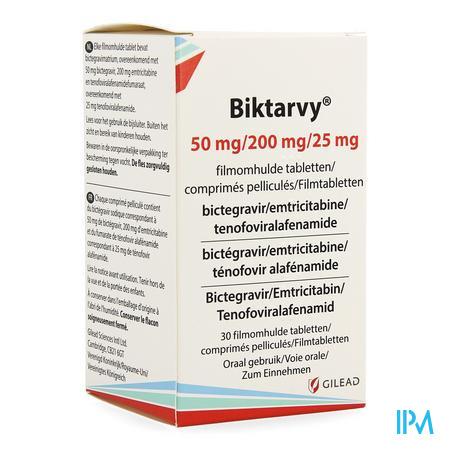 NL Elke filmomhulde tablet bevat
bictegravirnatrium, overeenkomend met
50 mg bictegravir, 200 mg emtricitabine
en tenofoviralafenamidefumaraat,
overeenkomend met
25 mg tenofoviralafenamide.
Lees voor het gebruik de bijsluiter. Buiten het
zicht en bereik van kinderen houden.
Bewaren in de oorspronkelijke verpakking ter
bescherming tegen vocht. De fles zorgvuldig
gesloten houden.
FR Chaque comprimé pelliculé contient
du bictégravir sodique correspondant à
50 mg de bictégravir, 200 mg d'emtricitabine
et du fumarate de ténofovir alafénamide
correspondant à 25 mg de ténofovir
alafénamide.
Lire la notice avant utilisation. Tenir hors de
la vue et de la portée des enfants.
A conserver dans l'emballage d'origine à
l'abri de l'humidité. Conserver le flacon
soigneusement fermé.
Gilead Sciences Intl Ltd.
Cambridge, CB21 6GT
Verenigd Koninkrijk/Royaume-Uni/
Vereinigtes Königreich
Biktarvy®
50 mg/200 mg/25 mg
filmomhulde tabletten/
comprimés pelliculés/Filmtabletten
bictegravir/emtricitabine/
tenofoviralafenamide
bictégravir/emtricitabine/
ténofovir alafénamide
Bictegravir/Emtricitabin/
Tenofoviralafenamid
30 filmomhulde tabletten/
comprimés pelliculés/Filmtabletten
Oraal gebruik/Voie orale/
Zum Einnehmen
GILEAD
IPM